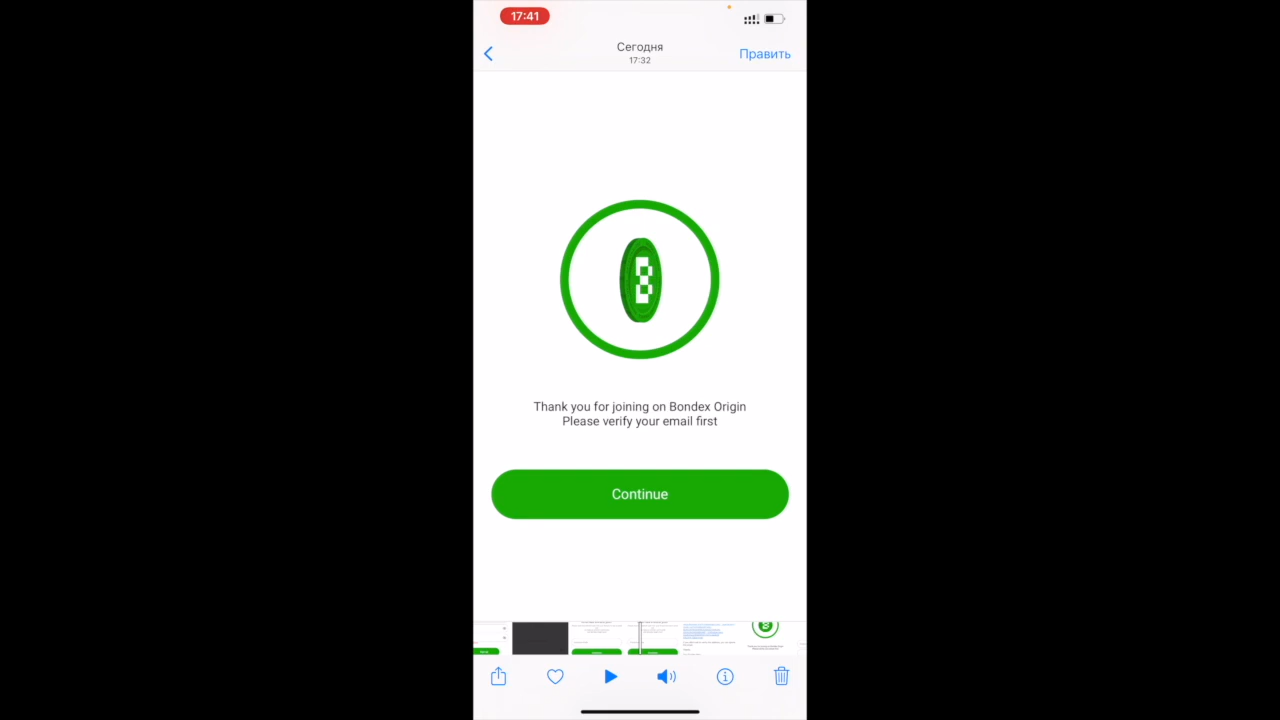 17:41
Сегодня
17:32
Править
Thank you for joining on Bondex Origin
Please verify your email first
Continue